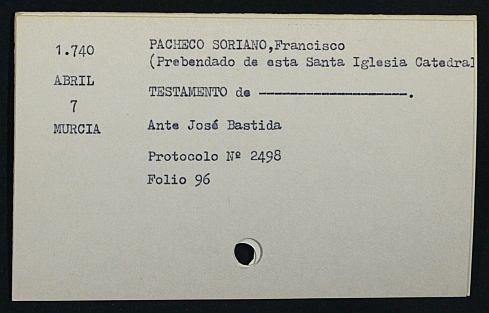 1.740
ABRIL
7
MURCIA
PACHECO SORIANO,Francisco
(Prebendado de esta Santa Iglesia Catedral
TESTAMENTO de ----------------------.
Ante José Bastida
Protocolo Nº 2498
Folio 96